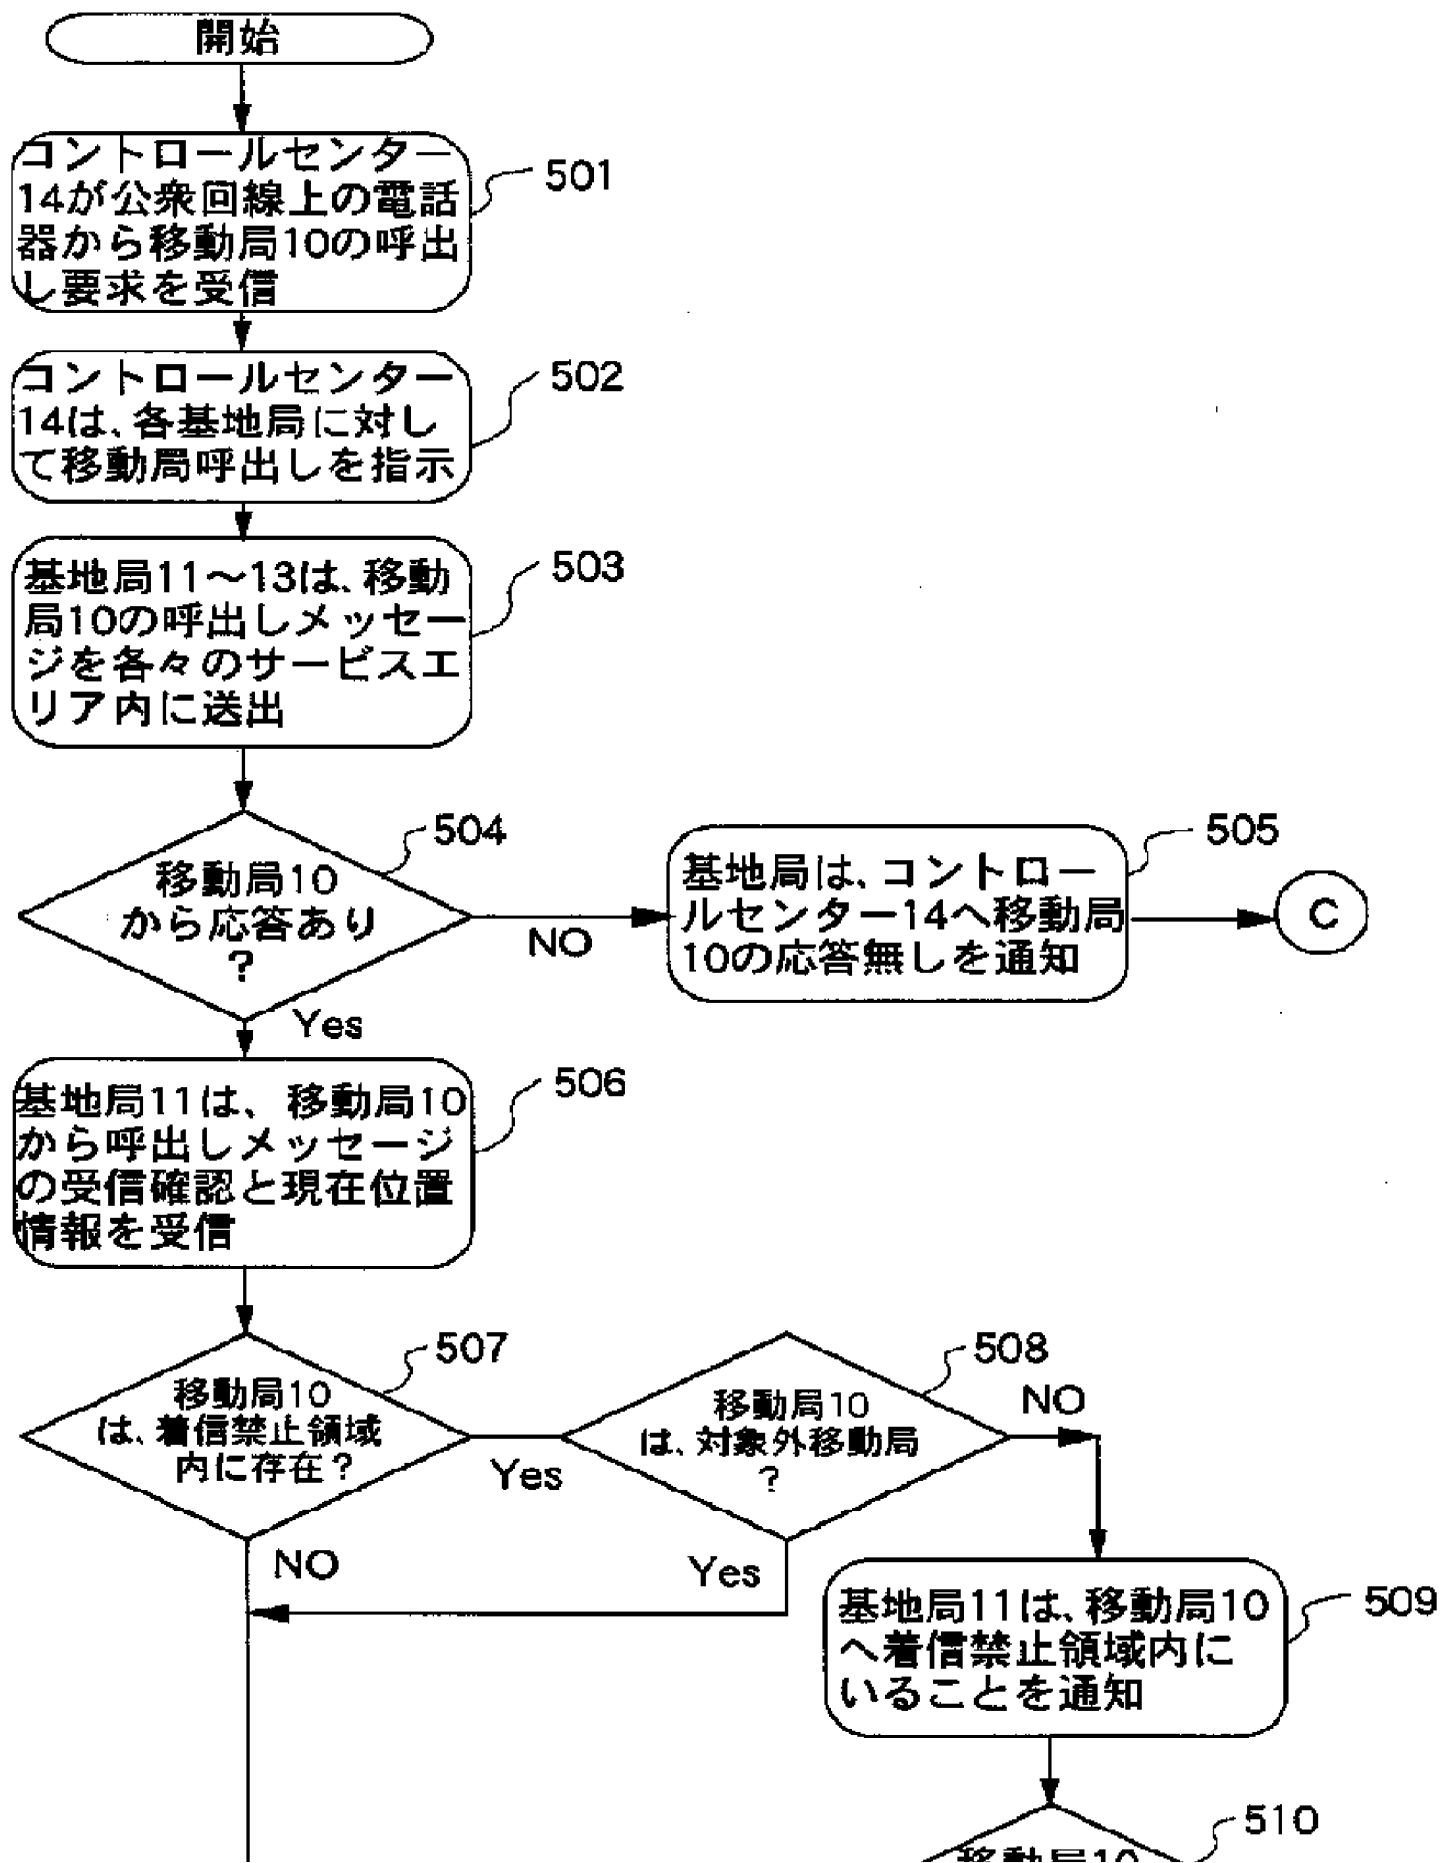 開始
コントロールセンター
14が公衆回線上の電話
器から移動局10の呼出
し要求を受信
501
コントロールセンター
14は、各基地局に対し
て移動局呼出しを指示
502
基地局11～13は、移動
局10の呼出しメッセー
ジを各々のサービスエ
リア内に送出
503
移動局10
から応答あり
?
504
NO
基地局は、コントロー
ルセンター14へ移動局
10の応答無しを通知
505
C
Yes
基地局11は、移動局10
から呼出しメッセージ
の受信確認と現在位置
情報を受信
506
移動局10
は、着信禁止領域
内に存在?
507
Yes
NO
移動局10
は、対象外移動局
?
508
NO
Yes
基地局11は、移動局10
へ着信禁止領域内に
いることを通知
509
510
移動局10